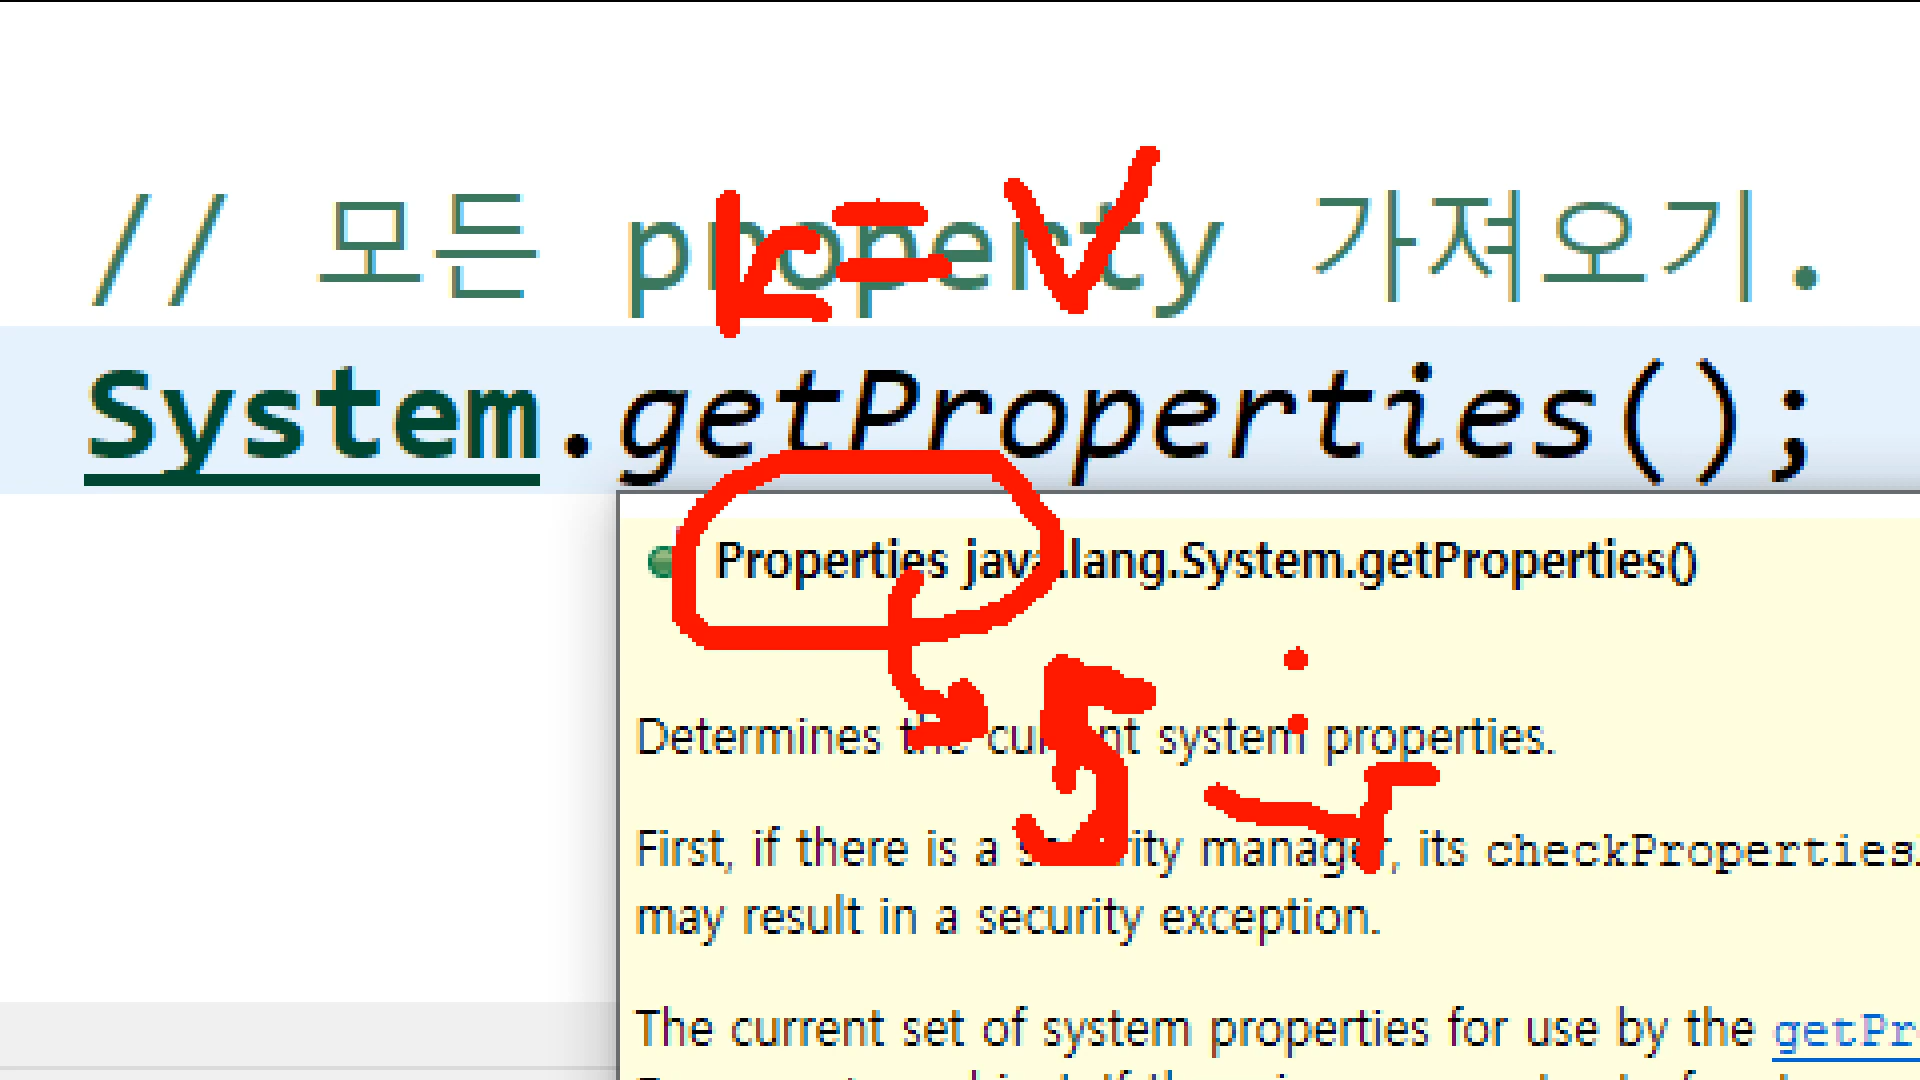 // 모든 property 가져오기.
k = V
System.getProperties();
Properties java.lang.System.getProperties()
5
Determines the current system properties.
First, if there is a security manager, its checkProperties
may result in a security exception.
The current set of system properties for use by the getPr